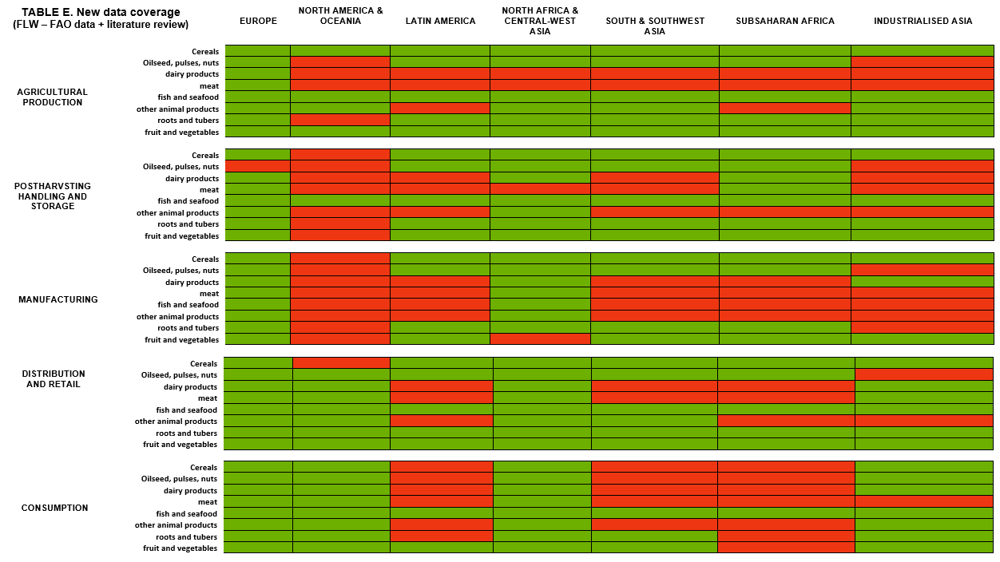 TABLE E. New data coverage
(FLW – FAO data + literature review)
EUROPE
NORTH AMERICA &
OCEANIA
LATIN AMERICA
NORTH AFRICA &
CENTRAL-WEST
ASIA
SOUTH & SOUTHWEST
ASIA
SUBSAHARAN AFRICA
INDUSTRIALISED ASIA
AGRICULTURAL
PRODUCTION
Cereals
Oilseed, pulses, nuts
dairy products
meat
fish and seafood
other animal products
roots and tubers
fruit and vegetables
POSTHARVSTING
HANDLING AND
STORAGE
Cereals
Oilseed, pulses, nuts
dairy products
meat
fish and seafood
other animal products
roots and tubers
fruit and vegetables
MANUFACTURING
Cereals
Oilseed, pulses, nuts
dairy products
meat
fish and seafood
other animal products
roots and tubers
fruit and vegetables
DISTRIBUTION
AND RETAIL
Cereals
Oilseed, pulses, nuts
dairy products
meat
fish and seafood
other animal products
roots and tubers
fruit and vegetables
CONSUMPTION
Cereals
Oilseed, pulses, nuts
dairy products
meat
fish and seafood
other animal products
roots and tubers
fruit and vegetables